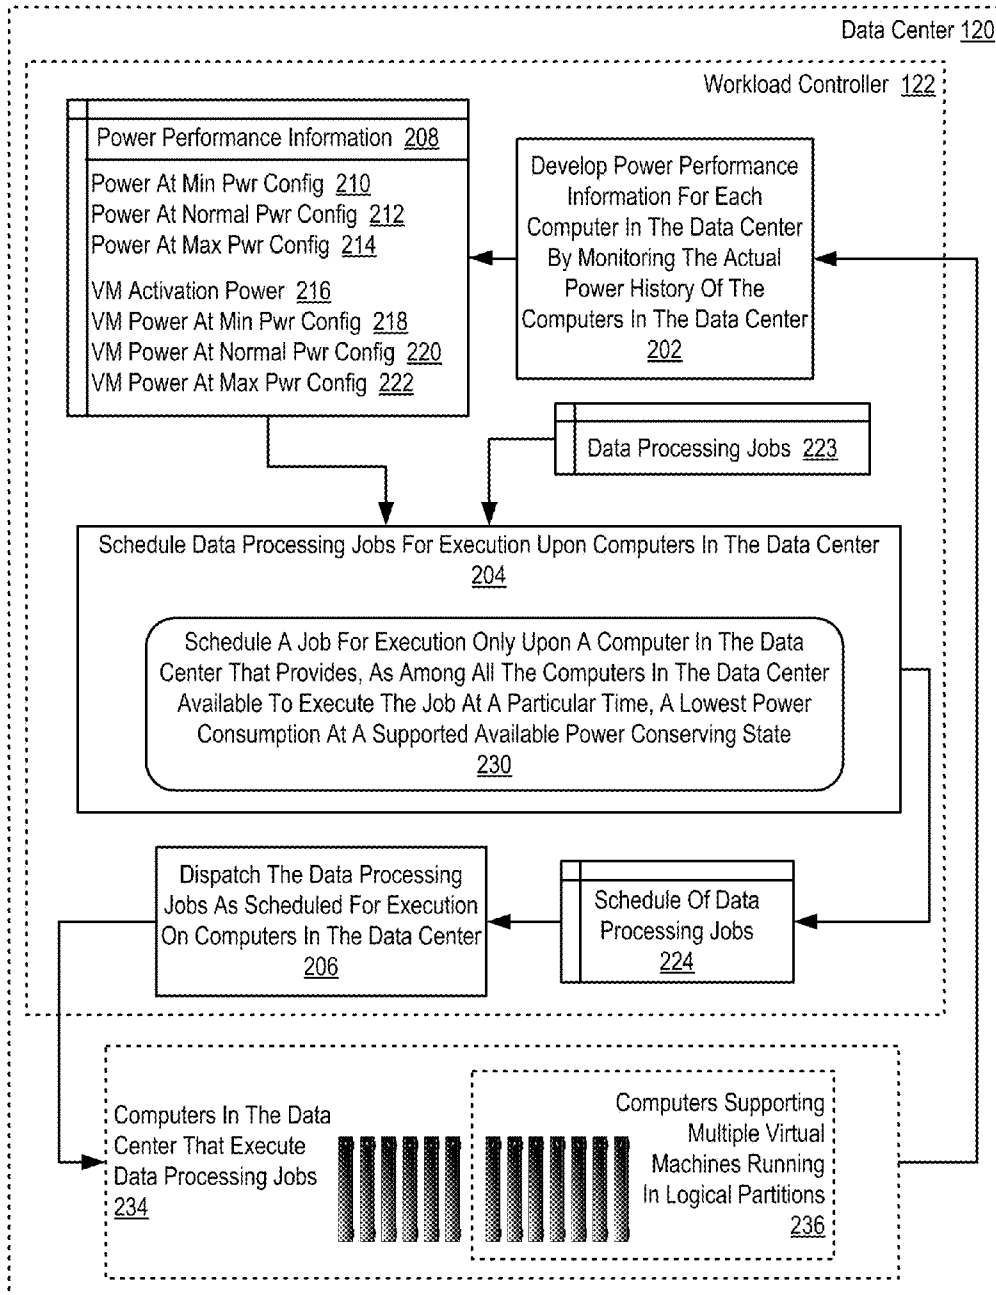 Data Center 120
Workload Controller 122
Power Performance Information 208
Power At Min Pwr Config 210
Power At Normal Pwr Config 212
Power At Max Pwr Config 214
VM Activation Power 216
VM Power At Min Pwr Config 218
VM Power At Normal Pwr Config 220
VM Power At Max Pwr Config 222
Develop Power Performance
Information For Each
Computer In The Data Center
By Monitoring The Actual
Power History Of The
Computers In The Data Center
202
Data Processing Jobs 223
Schedule Data Processing Jobs For Execution Upon Computers In The Data Center
204
Schedule A Job For Execution Only Upon A Computer In The Data
Center That Provides, As Among All The Computers In The Data Center
Available To Execute The Job At A Particular Time, A Lowest Power
Consumption At A Supported Available Power Conserving State
230
Dispatch The Data Processing
Jobs As Scheduled For Execution
On Computers In The Data Center
206
Schedule Of Data
Processing Jobs
224
Computers In The Data
Center That Execute
Data Processing Jobs
234
Computers Supporting
Multiple Virtual
Machines Running
In Logical Partitions
236